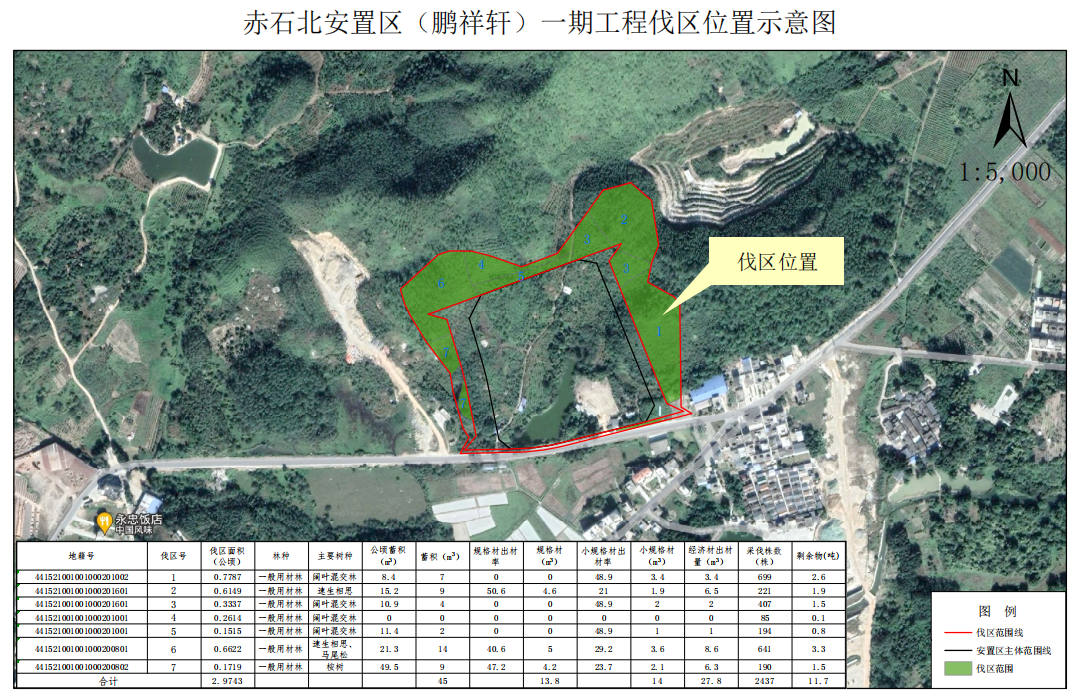 赤石北安置区（鹏祥轩）一期工程伐区位置示意图
N
1:5,000
伐区位置
2
3
3
4
5
6
1
7
永忠饭店
中国风味
地籍号 伐区号 伐区面积（公顷） 林种 主要树种 公顷蓄积（m³） 蓄积（m³） 规格材出材率 规格材（m³） 小规格材出材率 小规格材（m³） 经济材出材量（m³） 采伐株数（株） 剩余物(吨)
441521001001000201002 1 0.7787 一般用材林 阔叶混交林 8.4 7 0 0 48.9 3.4 3.4 699 2.6
441521001001000201601 2 0.6149 一般用材林 速生相思 15.2 9 50.6 4.6 21 1.9 6.5 221 1.9
441521001001000201601 3 0.3337 一般用材林 阔叶混交林 10.9 4 0 0 48.9 2 2 407 1.5
441521001001000201001 4 0.2614 一般用材林 阔叶混交林 0 0 0 0 0 0 0 85 0.1
441521001001000201001 5 0.1515 一般用材林 阔叶混交林 11.4 2 0 0 48.9 1 1 194 0.8
441521001001000200801 6 0.6622 一般用材林 速生相思、马尾松 21.3 14 40.6 5 29.2 3.6 8.6 641 3.3
441521001001000200802 7 0.1719 一般用材林 桉树 49.5 9 47.2 4.2 23.7 2.1 6.3 190 1.5
合计 2.9743 45 13.8 14 27.8 2437 11.7
图 例
伐区范围线
安置区主体范围线
伐区范围